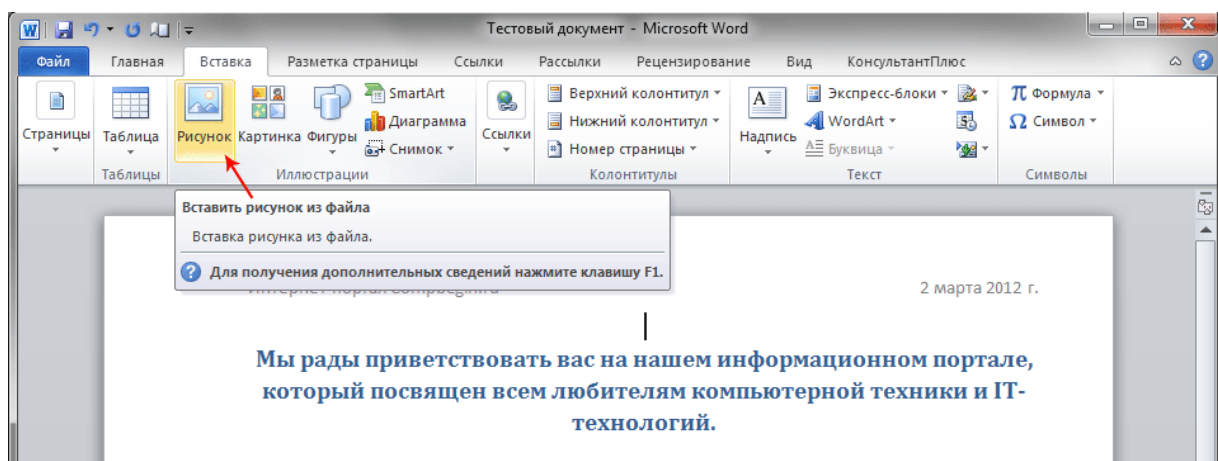 Тестовый документ - Microsoft Word
Файл Главная Вставка Разметка страницы Ссылки Рассылки Рецензирование Вид КонсультантПлюс
Страницы Таблица Рисунок Картинка Фигуры SmartArt Диаграмма Снимок Ссылки Верхний колонтитул Нижний колонтитул Номер страницы Надпись Экспресс-блоки WordArt Буквица Формула Символ
Таблицы Иллюстрации Колонтитулы Текст Символы
Вставить рисунок из файла
Вставка рисунка из файла.
Для получения дополнительных сведений нажмите клавишу F1.
2 марта 2012 г.
Мы рады приветствовать вас на нашем информационном портале,
который посвящен всем любителям компьютерной техники и IT-
технологий.